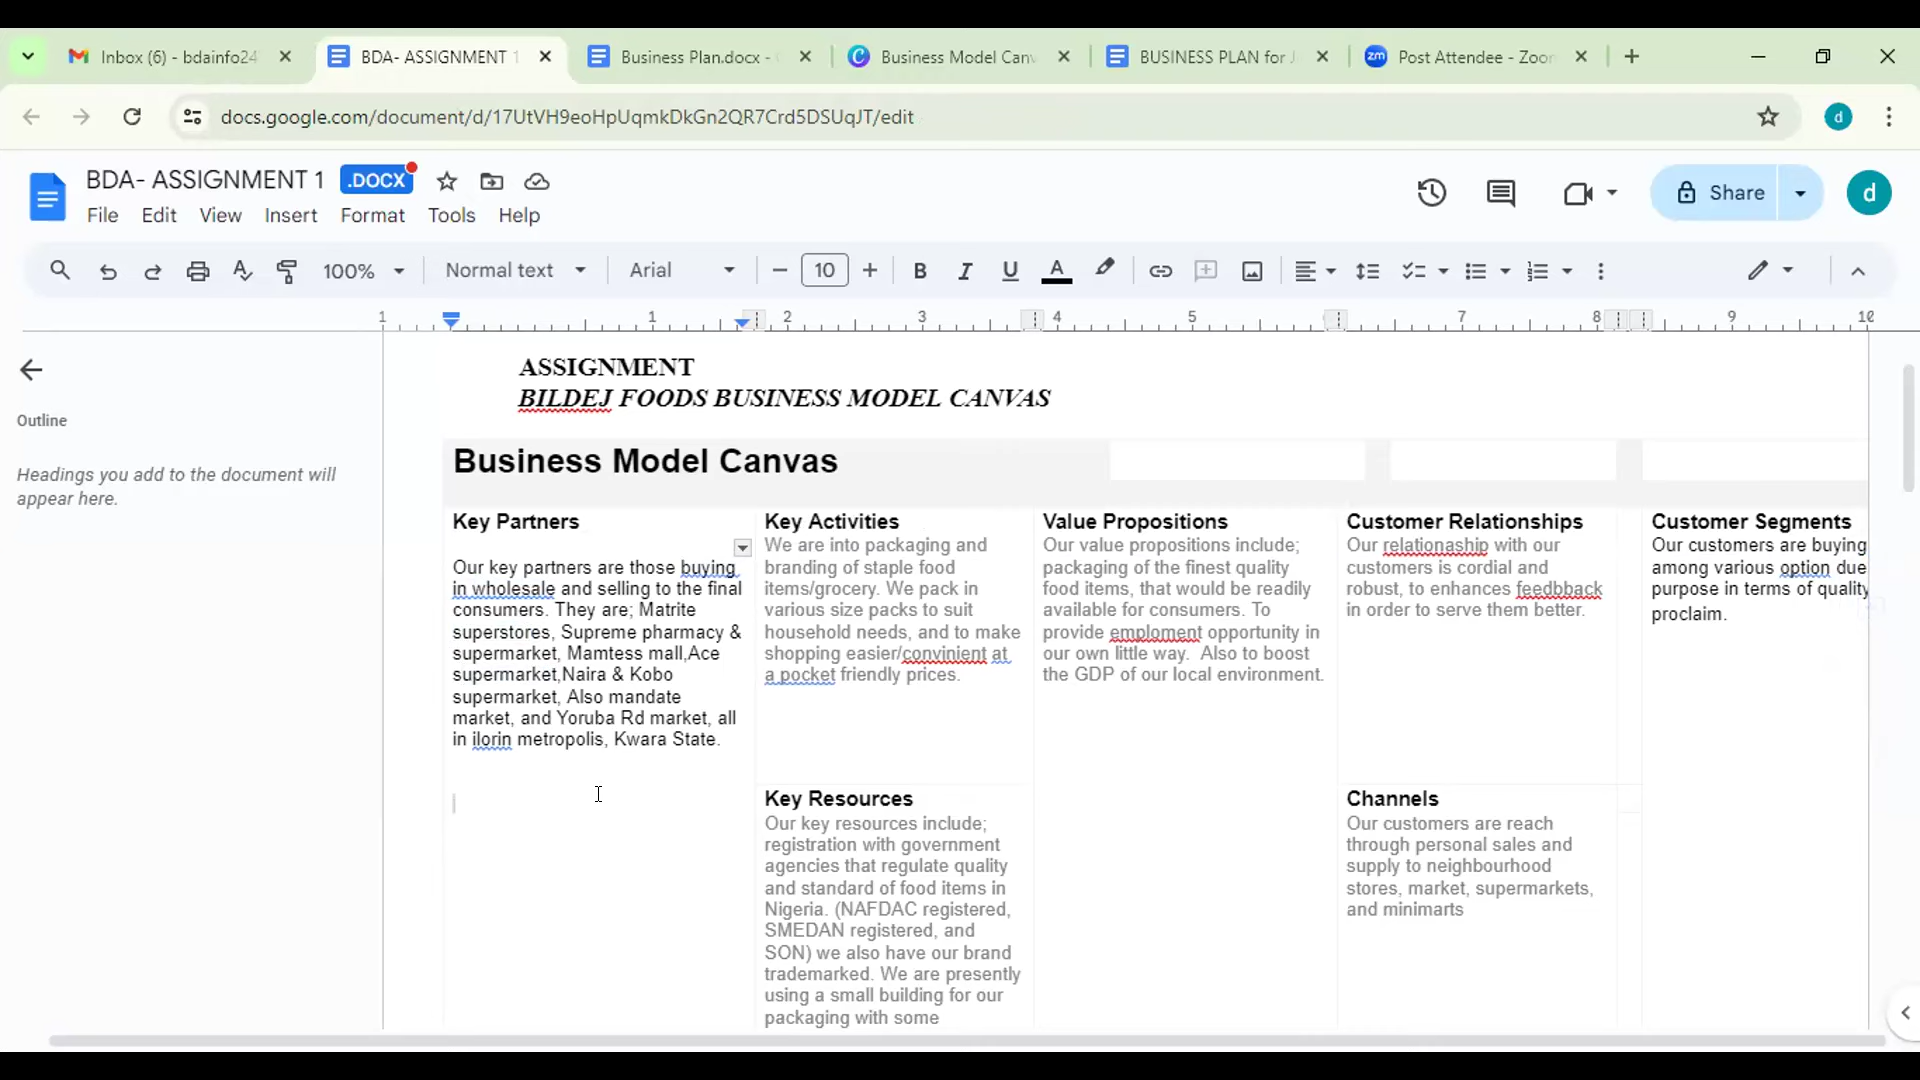 Inbox (6) - bdainfo24
BDA- ASSIGNMENT 1
Business Plan.docx -
Business Model Canv
BUSINESS PLAN for J
Post Attendee - Zoom
docs.google.com/document/d/17UtVH9eoHpUqmkDkGn2QR7Crd5DSUqJT/edit
d
BDA- ASSIGNMENT 1
.DOCX
Share
d
File Edit View Insert Format Tools Help
100%
Normal text
Arial
10
B I U A
1 1 2 3 4 5 7 8 9 10
Outline
Headings you add to the document will
appear here.
ASSIGNMENT
BILDEJ FOODS BUSINESS MODEL CANVAS
Business Model Canvas
Key Partners
Our key partners are those buying
in wholesale and selling to the final
consumers. They are; Matrite
superstores, Supreme pharmacy &
supermarket, Mamtess mall,Ace
supermarket,Naira & Kobo
supermarket, Also mandate
market, and Yoruba Rd market, all
in ilorin metropolis, Kwara State.
Key Activities
We are into packaging and
branding of staple food
items/grocery. We pack in
various size packs to suit
household needs, and to make
shopping easier/convinient at
a pocket friendly prices.
Key Resources
Our key resources include;
registration with government
agencies that regulate quality
and standard of food items in
Nigeria. (NAFDAC registered,
SMEDAN registered, and
SON) we also have our brand
trademarked. We are presently
using a small building for our
packaging with some
Value Propositions
Our value propositions include;
packaging of the finest quality
food items, that would be readily
available for consumers. To
provide emploment opportunity in
our own little way. Also to boost
the GDP of our local environment.
Customer Relationships
Our relationaship with our
customers is cordial and
robust, to enhances feedbback
in order to serve them better.
Channels
Our customers are reach
through personal sales and
supply to neighbourhood
stores, market, supermarkets,
and minimarts
Customer Segments
Our customers are buying
among various option due
purpose in terms of quality
proclaim.